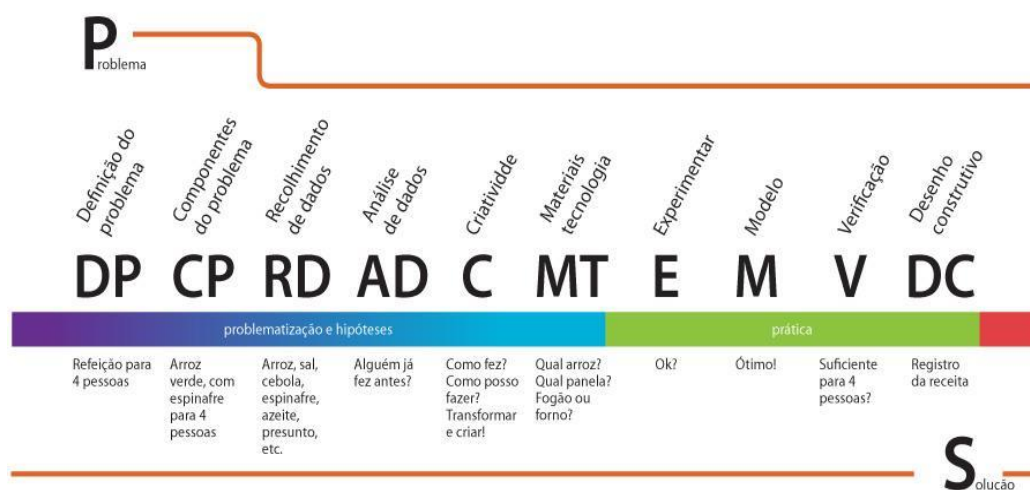 Problema
Definição do
problema
Componentes
do problema
Recolhimento
de dados
Análise
de dados
Criatividde
Materiais
tecnologia
Experimentar
Modelo
Verificação
Desenho
construtivo
DP CP RD AD C MT E M V DC
problematização e hipóteses
prática
Refeição para
4 pessoas
Arroz
verde, com
espinafre
para 4
pessoas
Arroz, sal,
cebola,
espinafre,
azeite,
presunto,
etc.
Alguém já
fez antes?
Como fez?
Como posso
fazer?
Transformar
e criar!
Qual arroz?
Qual panela?
Fogão ou
forno?
Ok?
Ótimo!
Suficiente
para 4
pessoas?
Registro
da receita
Solução